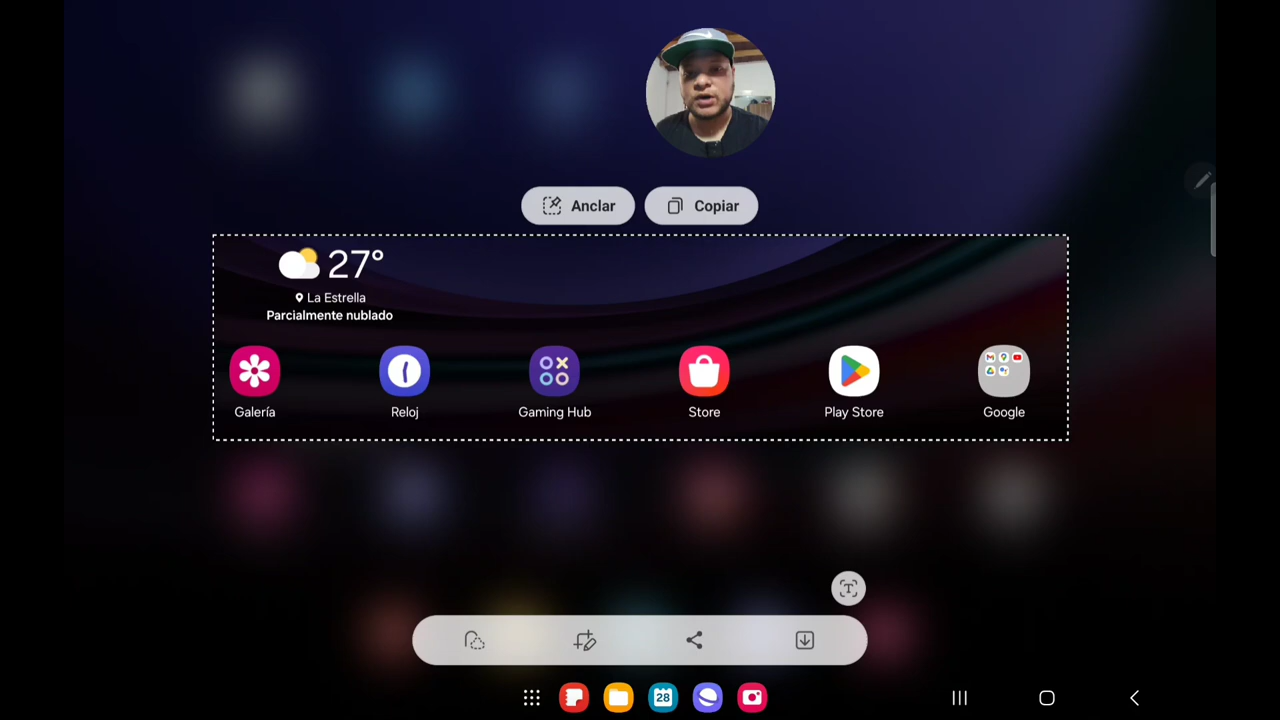 Anclar
Copiar
27°
La Estrella
Parcialmente nublado
Galería
Reloj
Gaming Hub
Store
Play Store
Google
T
28